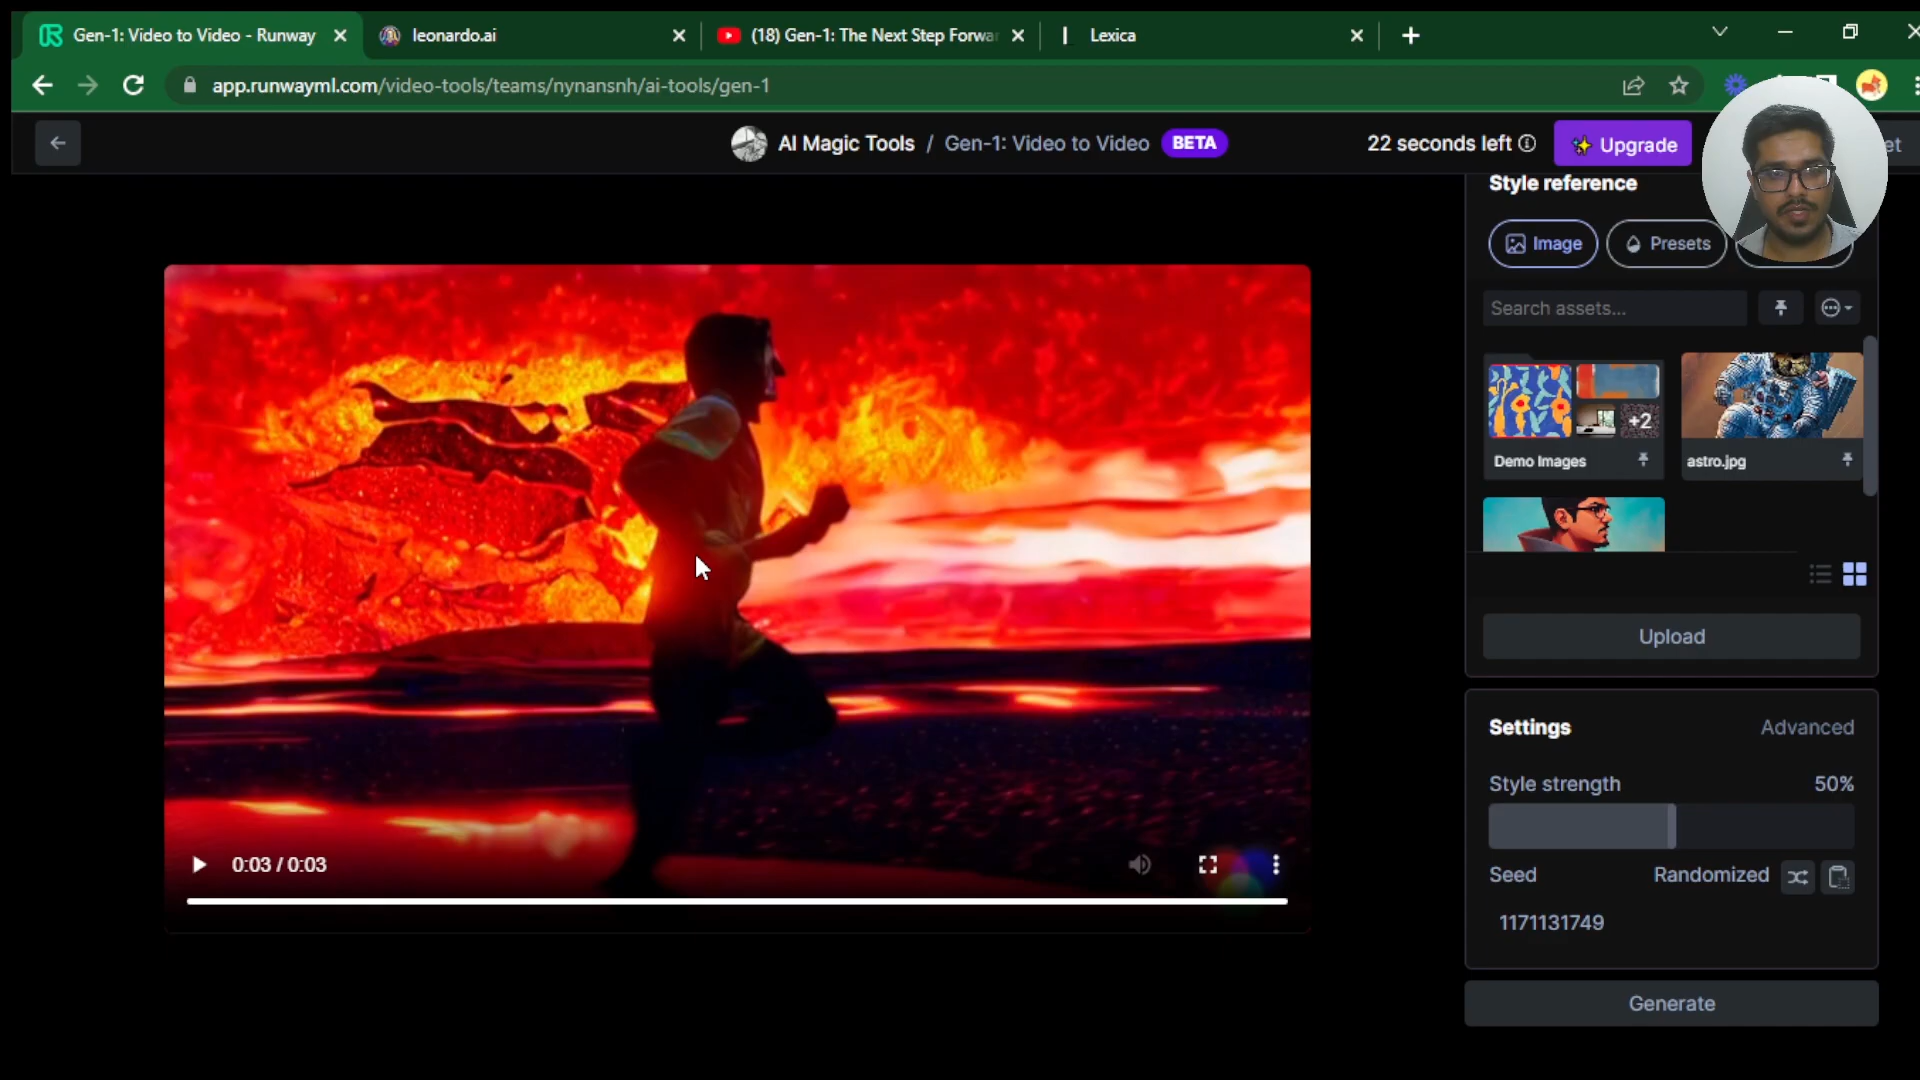 Gen-1: Video to Video - Runway
leonardo.ai
(18) Gen-1: The Next Step Forwa
Lexica
app.runwayml.com/video-tools/teams/nynansnh/ai-tools/gen-1
AI Magic Tools / Gen-1: Video to Video BETA
22 seconds left
Upgrade
et
Style reference
Image
Presets
Search assets...
+2
Demo Images
astro.jpg
Upload
Settings
Advanced
Style strength
50%
Seed
Randomized
1171131749
Generate
0:03 / 0:03